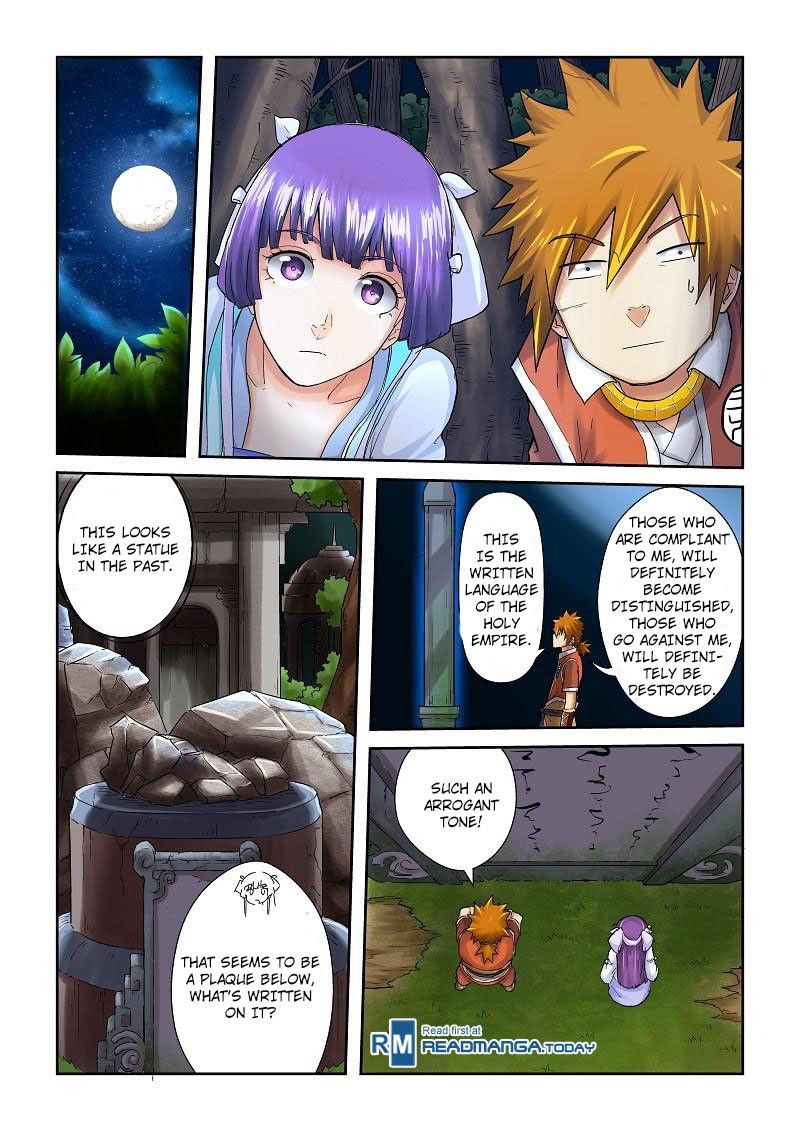 THIS LOOKS
LIKE A STATUE
IN THE PAST.
THAT SEEMS TO BE
A PLAQUE BELOW,
WHAT'S WRITTEN
ON IT?
THIS
IS THE
WRITTEN
LANGUAGE
OF THE
HOLY
EMPIRE.
THOSE WHO
ARE COMPLIANT
TO ME, WILL
DEFINITELY
BECOME
DISTINGUISHED,
THOSE WHO
GO AGAINST ME,
WILL DEFINI-
TELY BE
DESTROYED.
SUCH AN
ARROGANT
TONE!
RM
Read first at
READMANGA.TODAY